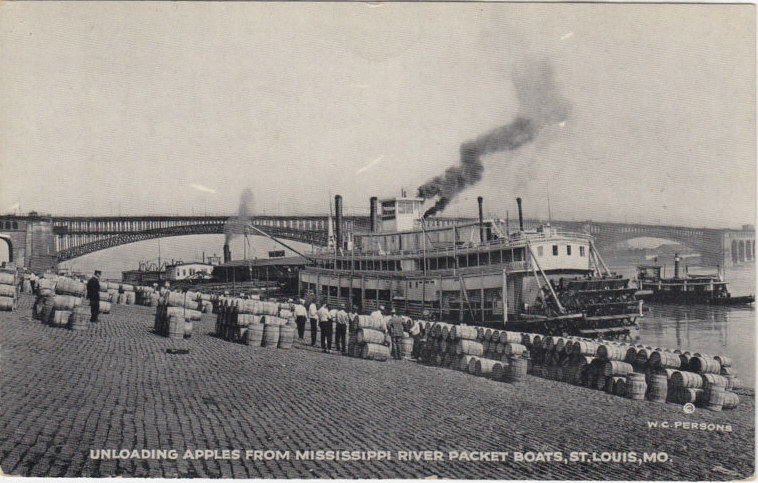 ©
W.C. PERSONS
UNLOADING APPLES FROM MISSISSIPPI RIVER PACKET BOATS, ST. LOUIS, MO.